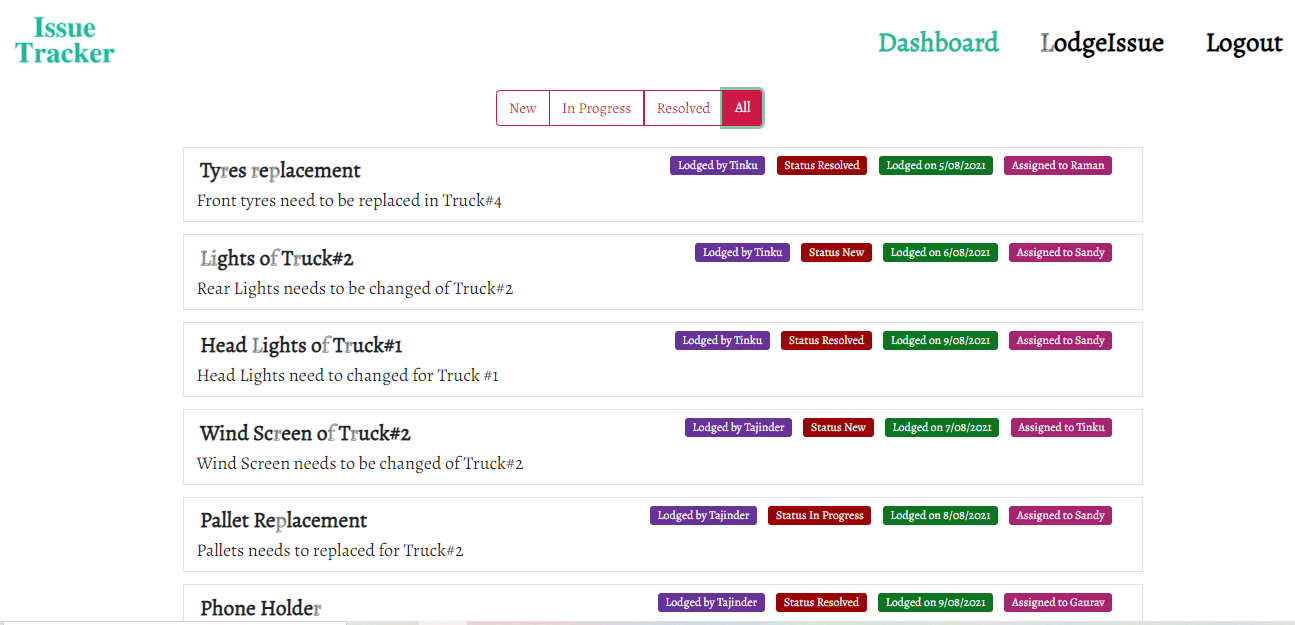 Issue
Tracker
Dashboard LodgeIssue Logout
New In Progress Resolved All
Tyres replacement Lodged by Tinku Status Resolved Lodged on 5/08/2021 Assigned to Raman
Front tyres need to be replaced in Truck#4
Lights of Truck#2 Lodged by Tinku Status New Lodged on 6/08/2021 Assigned to Sandy
Rear Lights needs to be changed of Truck#2
Head Lights of Truck#1 Lodged by Tinku Status Resolved Lodged on 9/08/2021 Assigned to Sandy
Head Lights need to changed for Truck #1
Wind Screen of Truck#2 Lodged by Tajinder Status New Lodged on 7/08/2021 Assigned to Tinku
Wind Screen needs to be changed of Truck#2
Pallet Replacement Lodged by Tajinder Status In Progress Lodged on 8/08/2021 Assigned to Sandy
Pallets needs to replaced for Truck#2
Phone Holder Lodged by Tajinder Status Resolved Lodged on 9/08/2021 Assigned to Gaurav